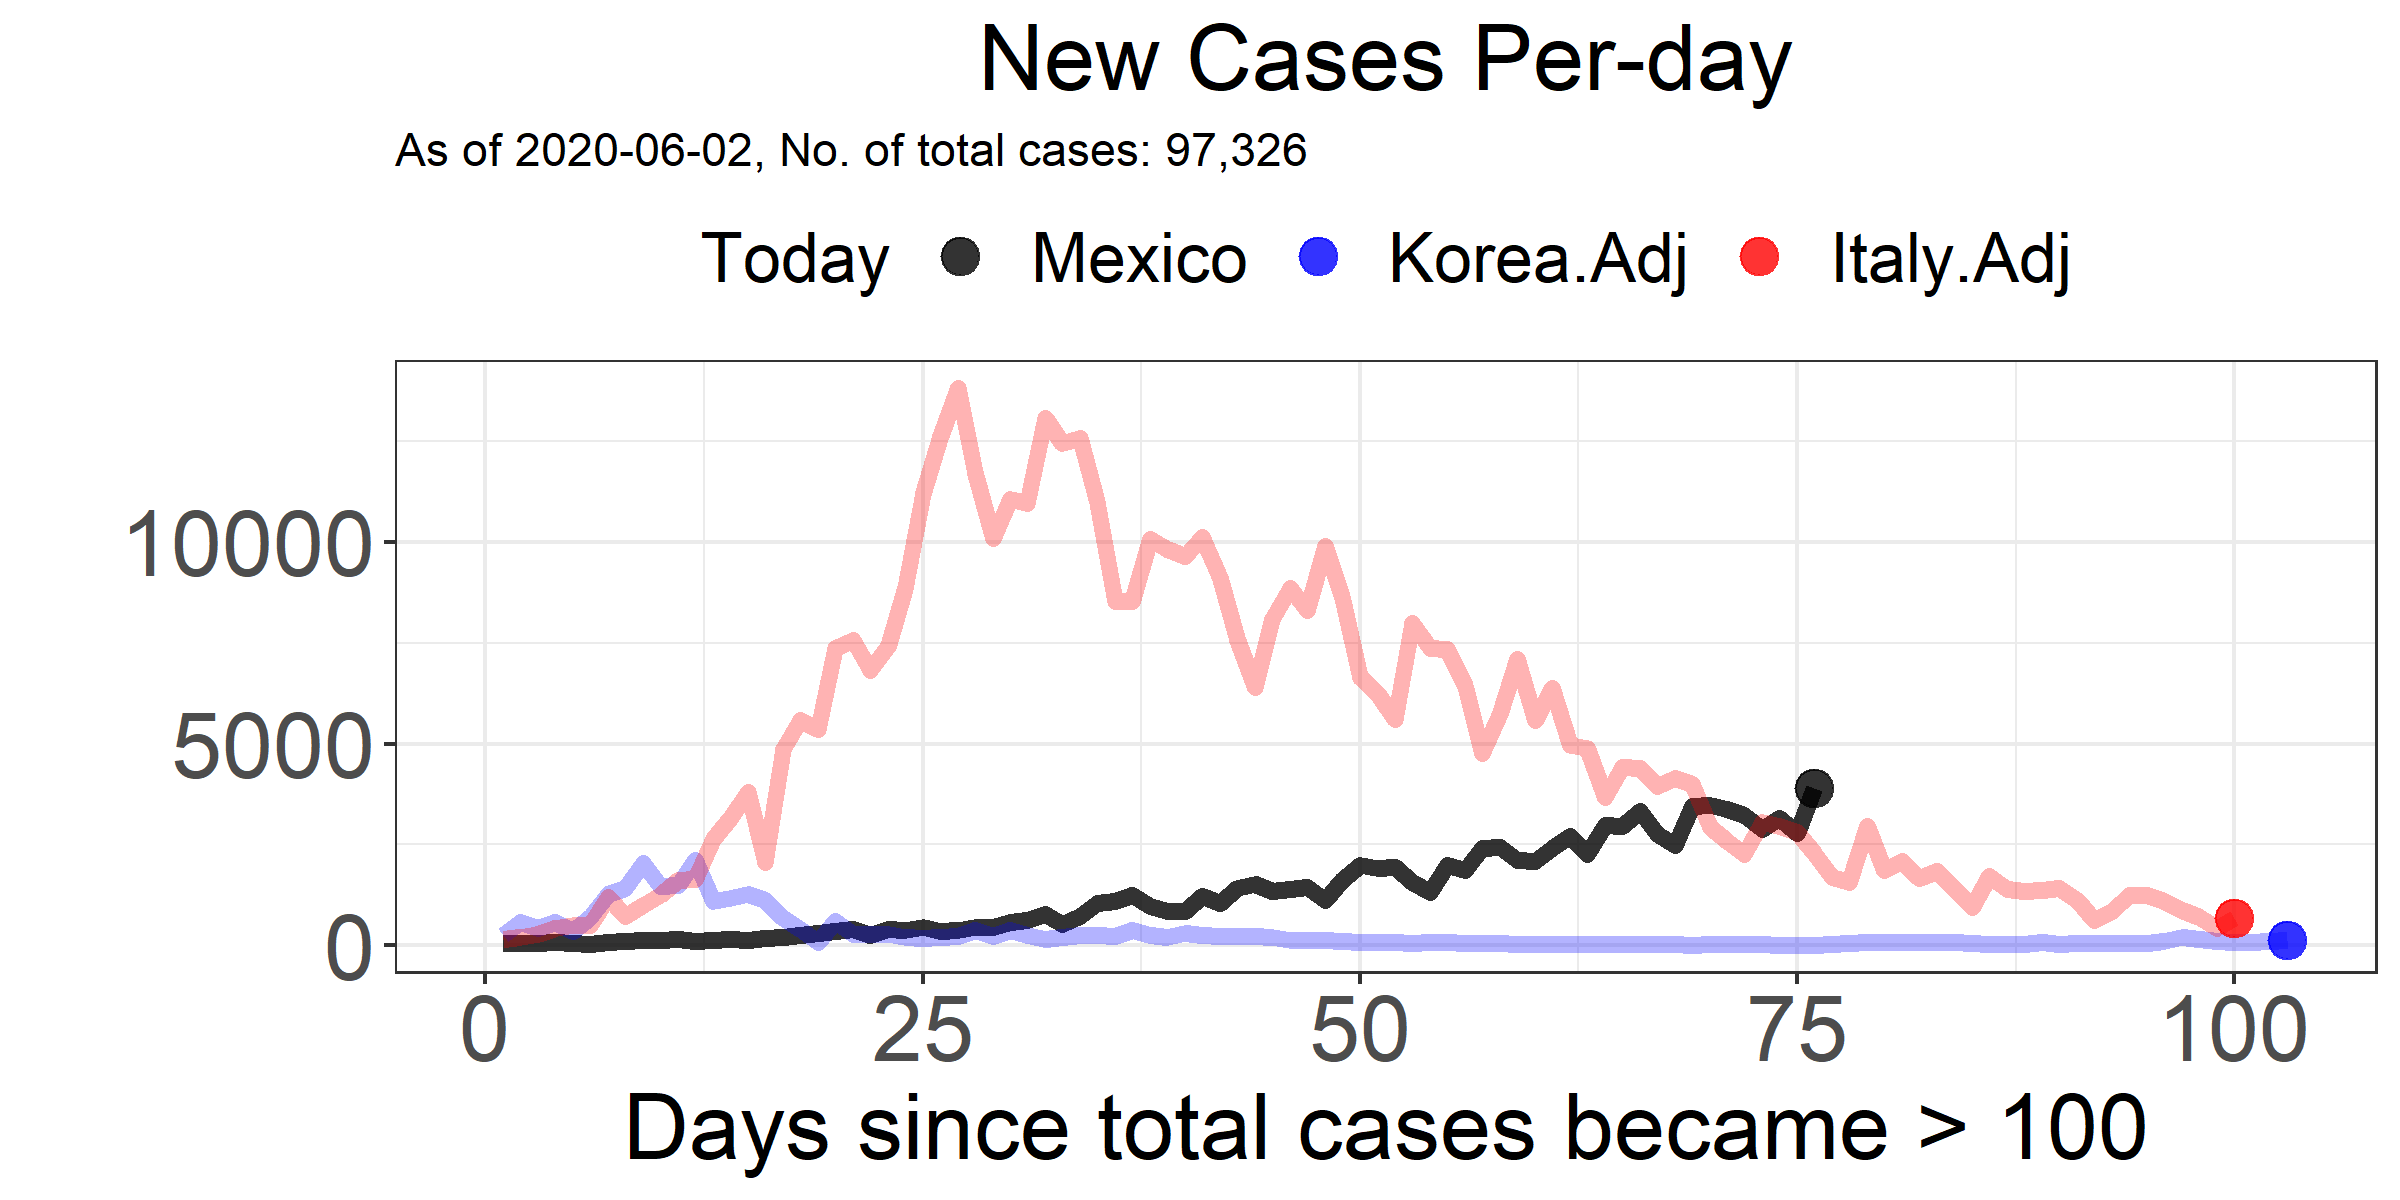 New Cases Per-day
As of 2020-06-02, No. of total cases: 97,326
Today Mexico Korea.Adj Italy.Adj
10000
5000
0
0 25 50 75 100
Days since total cases became > 100